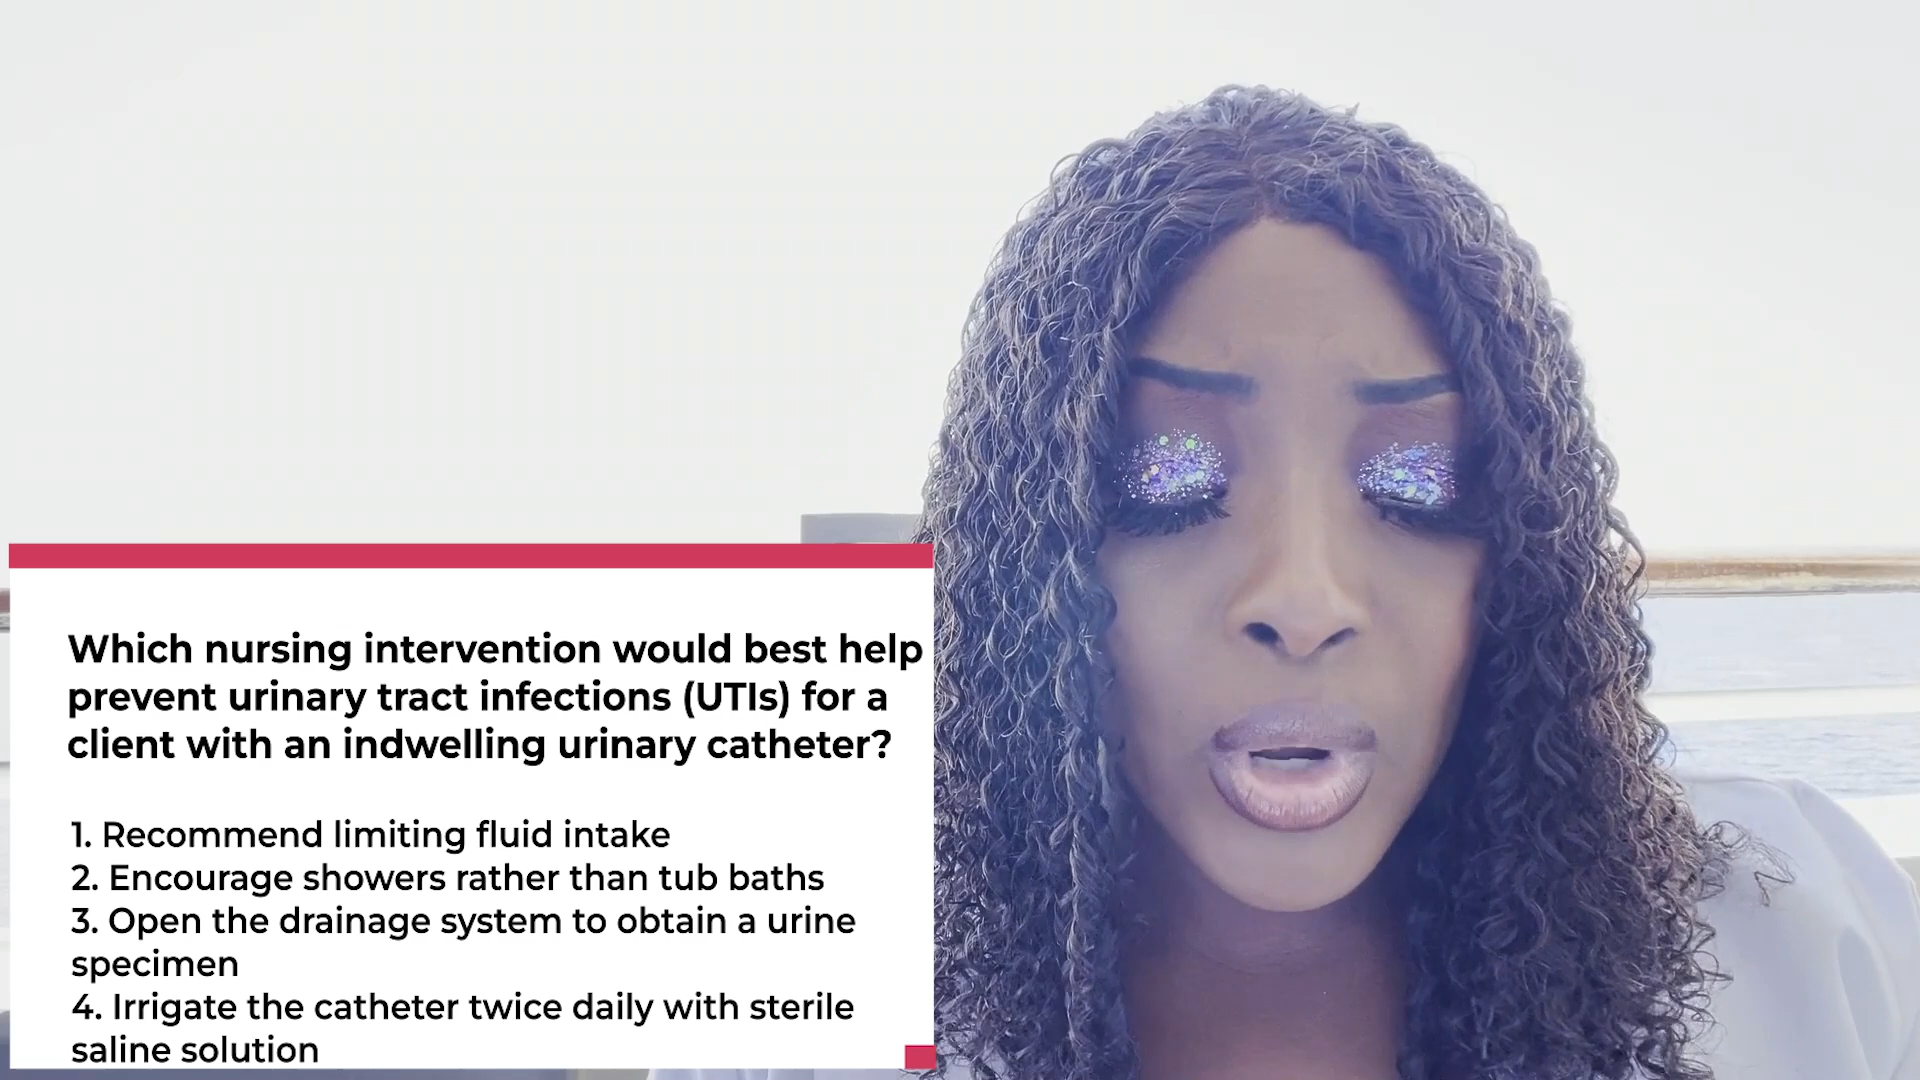 Which nursing intervention would best help
prevent urinary tract infections (UTIs) for a
client with an indwelling urinary catheter?
1. Recommend limiting fluid intake
2. Encourage showers rather than tub baths
3. Open the drainage system to obtain a urine
specimen
4. Irrigate the catheter twice daily with sterile
saline solution